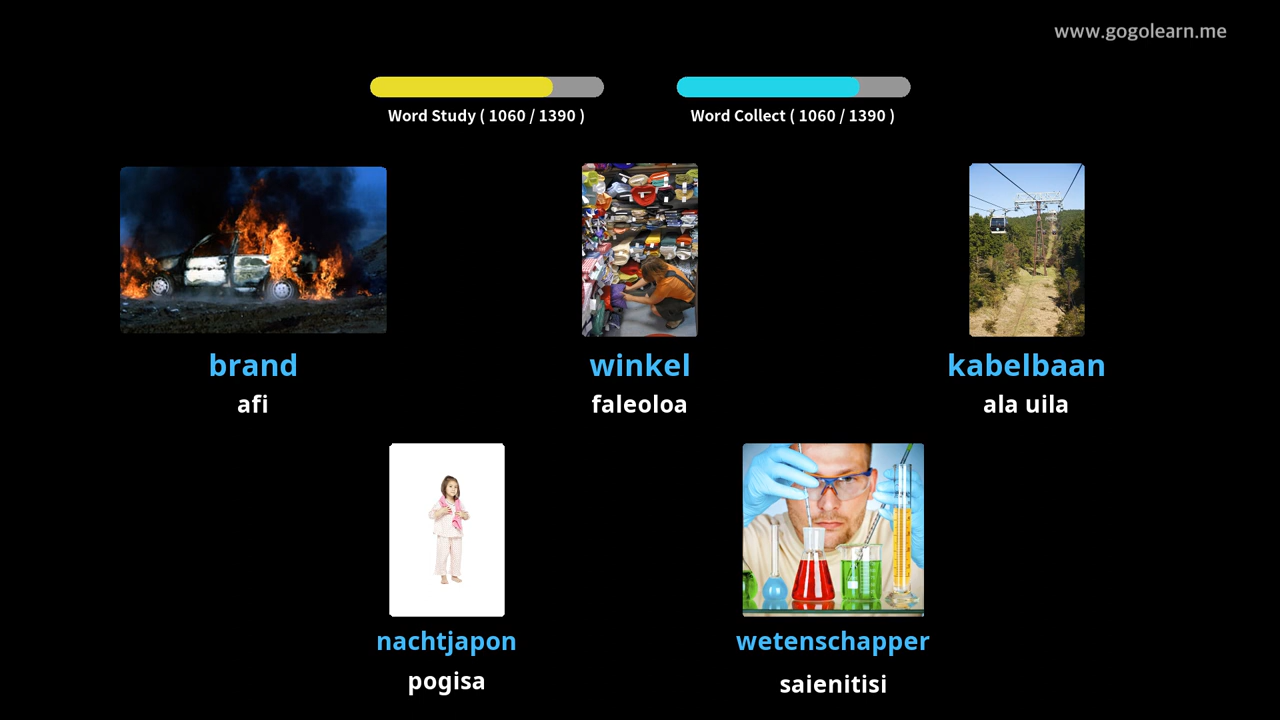 www.gogolearn.me
Word Study ( 1060 / 1390 )
Word Collect ( 1060 / 1390 )
brand
afi
winkel
faleoloa
kabelbaan
ala uila
nachtjapon
pogisa
wetenschapper
saienitisi